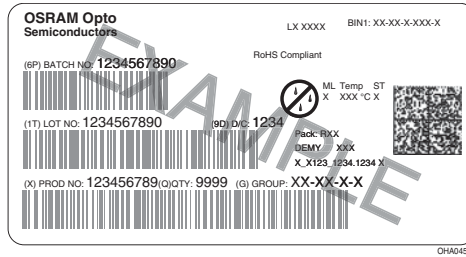 OSRAM Opto
Semiconductors
LX XXXX
BIN1: XX-XX-X-XXX-X
RoHS Compliant
(6P) BATCH NO: 1234567890
ML Temp ST
X XXX °C X
(1T) LOT NO: 1234567890 (9D) D/C: 1234
Pack: RXX
DEMY XXX
X_X123_1234.1234 X
(X) PROD NO: 123456789(Q)QTY: 9999 (G) GROUP: XX-XX-X-X
EXAMPLE